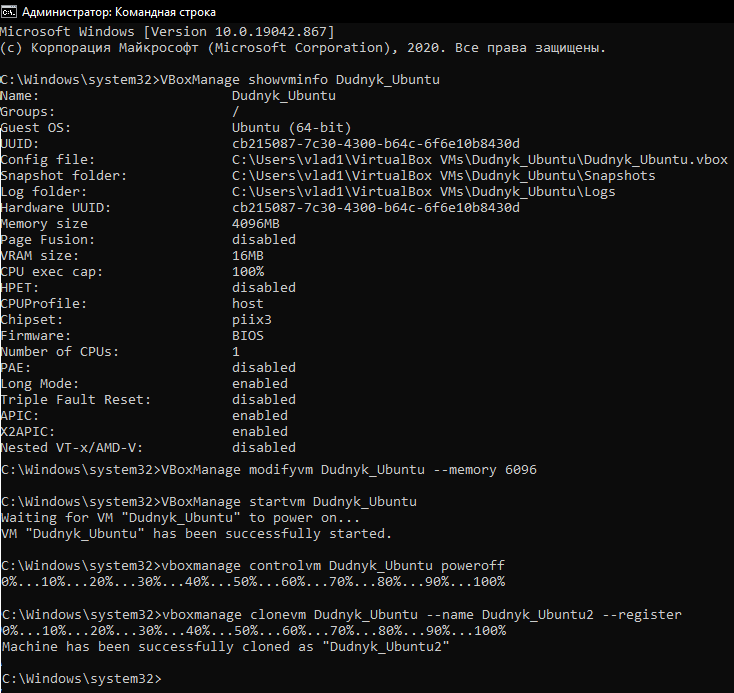 Администратор: Командная строка
Microsoft Windows [Version 10.0.19042.867]
(c) Корпорация Майкрософт (Microsoft Corporation), 2020. Все права защищены.
C:\Windows\system32>VBoxManage showvminfo Dudnyk_Ubuntu
Name: Dudnyk_Ubuntu
Groups: /
Guest OS: Ubuntu (64-bit)
UUID: cb215087-7c30-4300-b64c-6f6e10b8430d
Config file: C:\Users\vlad1\VirtualBox VMs\Dudnyk_Ubuntu\Dudnyk_Ubuntu.vbox
Snapshot folder: C:\Users\vlad1\VirtualBox VMs\Dudnyk_Ubuntu\Snapshots
Log folder: C:\Users\vlad1\VirtualBox VMs\Dudnyk_Ubuntu\Logs
Hardware UUID: cb215087-7c30-4300-b64c-6f6e10b8430d
Memory size 4096MB
Page Fusion: disabled
VRAM size: 16MB
CPU exec cap: 100%
HPET: disabled
CPUProfile: host
Chipset: piix3
Firmware: BIOS
Number of CPUs: 1
PAE: disabled
Long Mode: enabled
Triple Fault Reset: disabled
APIC: enabled
X2APIC: enabled
Nested VT-x/AMD-V: disabled
C:\Windows\system32>VBoxManage modifyvm Dudnyk_Ubuntu --memory 6096
C:\Windows\system32>VBoxManage startvm Dudnyk_Ubuntu
Waiting for VM "Dudnyk_Ubuntu" to power on...
VM "Dudnyk_Ubuntu" has been successfully started.
C:\Windows\system32>vboxmanage controlvm Dudnyk_Ubuntu poweroff
0%...10%...20%...30%...40%...50%...60%...70%...80%...90%...100%
C:\Windows\system32>vboxmanage clonevm Dudnyk_Ubuntu --name Dudnyk_Ubuntu2 --register
0%...10%...20%...30%...40%...50%...60%...70%...80%...90%...100%
Machine has been successfully cloned as "Dudnyk_Ubuntu2"
C:\Windows\system32>